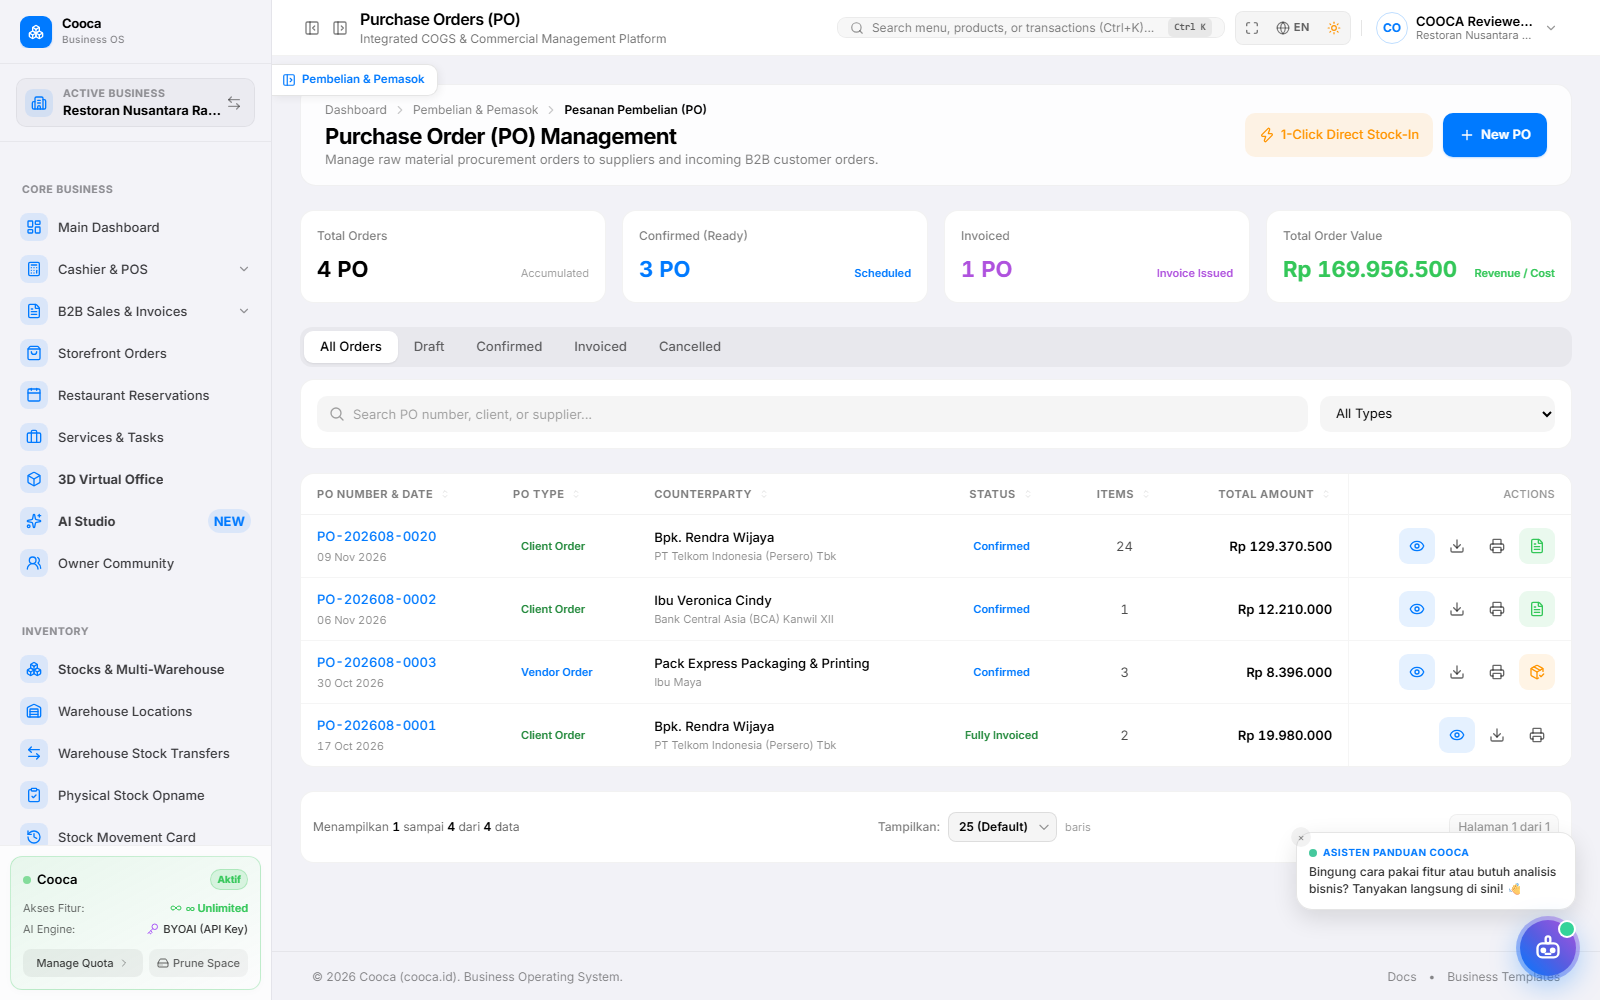 Cooca
Business OS
ACTIVE BUSINESS
Restoran Nusantara Ra...
CORE BUSINESS
Main Dashboard
Cashier & POS
B2B Sales & Invoices
Storefront Orders
Restaurant Reservations
Services & Tasks
3D Virtual Office
AI Studio NEW
Owner Community
INVENTORY
Stocks & Multi-Warehouse
Warehouse Locations
Warehouse Stock Transfers
Physical Stock Opname
Stock Movement Card
Cooca Aktif
Akses Fitur: ∞ Unlimited
AI Engine: BYOAI (API Key)
Manage Quota
Prune Space
Purchase Orders (PO)
Integrated COGS & Commercial Management Platform
Search menu, products, or transactions (Ctrl+K)... Ctrl K
EN
CO
COOCA Reviewe...
Restoran Nusantara ...
Pembelian & Pemasok
Dashboard > Pembelian & Pemasok > Pesanan Pembelian (PO)
Purchase Order (PO) Management
Manage raw material procurement orders to suppliers and incoming B2B customer orders.
1-Click Direct Stock-In
+ New PO
Total Orders
4 PO Accumulated
Confirmed (Ready)
3 PO Scheduled
Invoiced
1 PO Invoice Issued
Total Order Value
Rp 169.956.500 Revenue / Cost
All Orders Draft Confirmed Invoiced Cancelled
Search PO number, client, or supplier...
All Types
PO NUMBER & DATE PO TYPE COUNTERPARTY STATUS ITEMS TOTAL AMOUNT ACTIONS
PO-202608-0020 Client Order Bpk. Rendra Wijaya Confirmed 24 Rp 129.370.500
09 Nov 2026 PT Telkom Indonesia (Persero) Tbk
PO-202608-0002 Client Order Ibu Veronica Cindy Confirmed 1 Rp 12.210.000
06 Nov 2026 Bank Central Asia (BCA) Kanwil XII
PO-202608-0003 Vendor Order Pack Express Packaging & Printing Confirmed 3 Rp 8.396.000
30 Oct 2026 Ibu Maya
PO-202608-0001 Client Order Bpk. Rendra Wijaya Fully Invoiced 2 Rp 19.980.000
17 Oct 2026 PT Telkom Indonesia (Persero) Tbk
Menampilkan 1 sampai 4 dari 4 data
Tampilkan: 25 (Default) baris
Halaman 1 dari 1
ASISTEN PANDUAN COOCA
Bingung cara pakai fitur atau butuh analisis
bisnis? Tanyakan langsung di sini! 👋
© 2026 Cooca (cooca.id). Business Operating System.
Docs • Business Templates